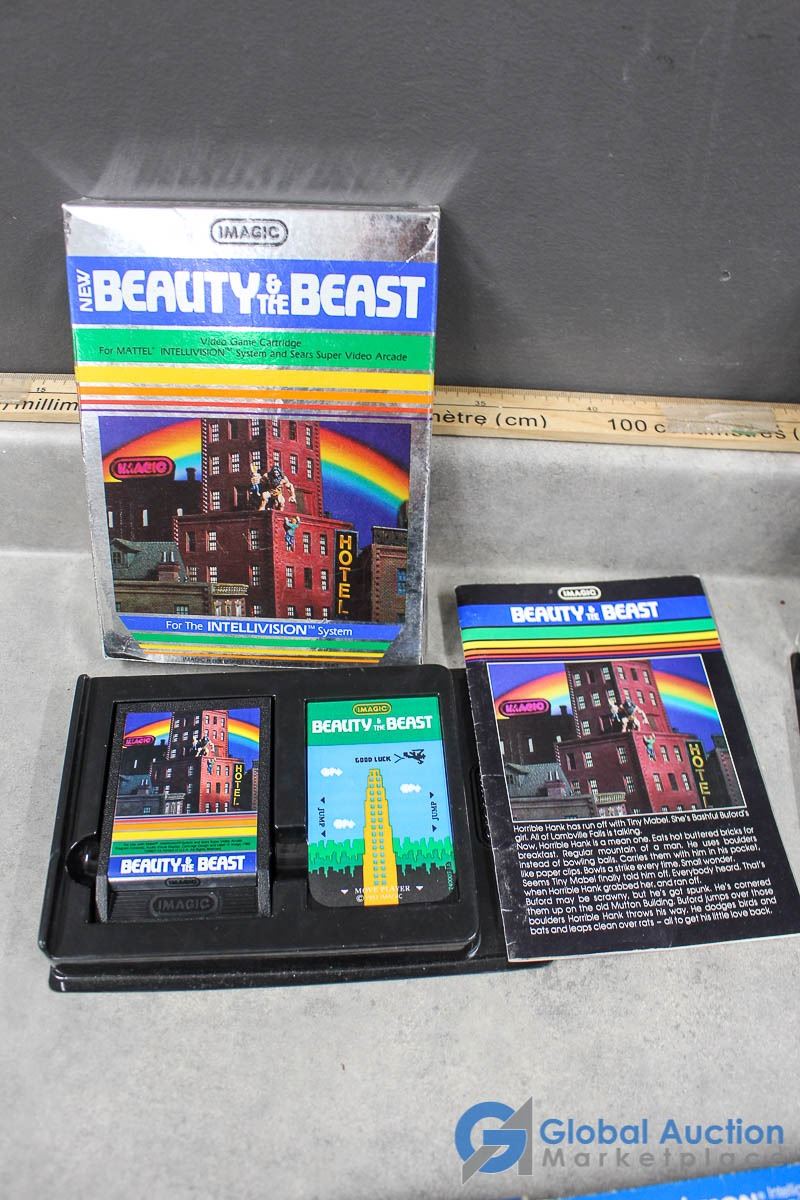 IMAGIC
NEW BEAUTY & THE BEAST
Video Game Cartridge
For MATTEL INTELLIVISION™ System and Sears Super Video Arcade
15
millim
mètre (cm)
35
40
100 c
IMAGIC
HOTEL
For The INTELLIVISION™ System
IMAGIC
BEAUTY & THE BEAST
IMAGIC
HOTEL
Horrible Hank has run off with Tiny Mabel. She's Bashful Buford's
girl. All of Lambville Falls is talking.
Now, Horrible Hank is a mean one. Eats hot buttered bricks for
breakfast. Regular mountain of a man. He uses boulders
instead of bowling balls. Carries them with him in his pocket,
like paper clips. Bowls a strike every time. Small wonder.
Seems Tiny Mabel finally told him off. Everybody heard. That's
when Horrible Hank grabbed her, and ran off.
Buford may be scrawny, but he's got spunk. He's cornered
them up on the old Mutton Building. Buford jumps over those
boulders Horrible Hank throws his way. He dodges birds and
bats and leaps clean over rats – all to get his little love back.
IMAGIC
HOTEL
BEAUTY & THE BEAST
IMAGIC
IMAGIC
IMAGIC
BEAUTY & THE BEAST
GOOD LUCK
JUMP
JUMP
MOVE PLAYER
Global Auction
Marketplace